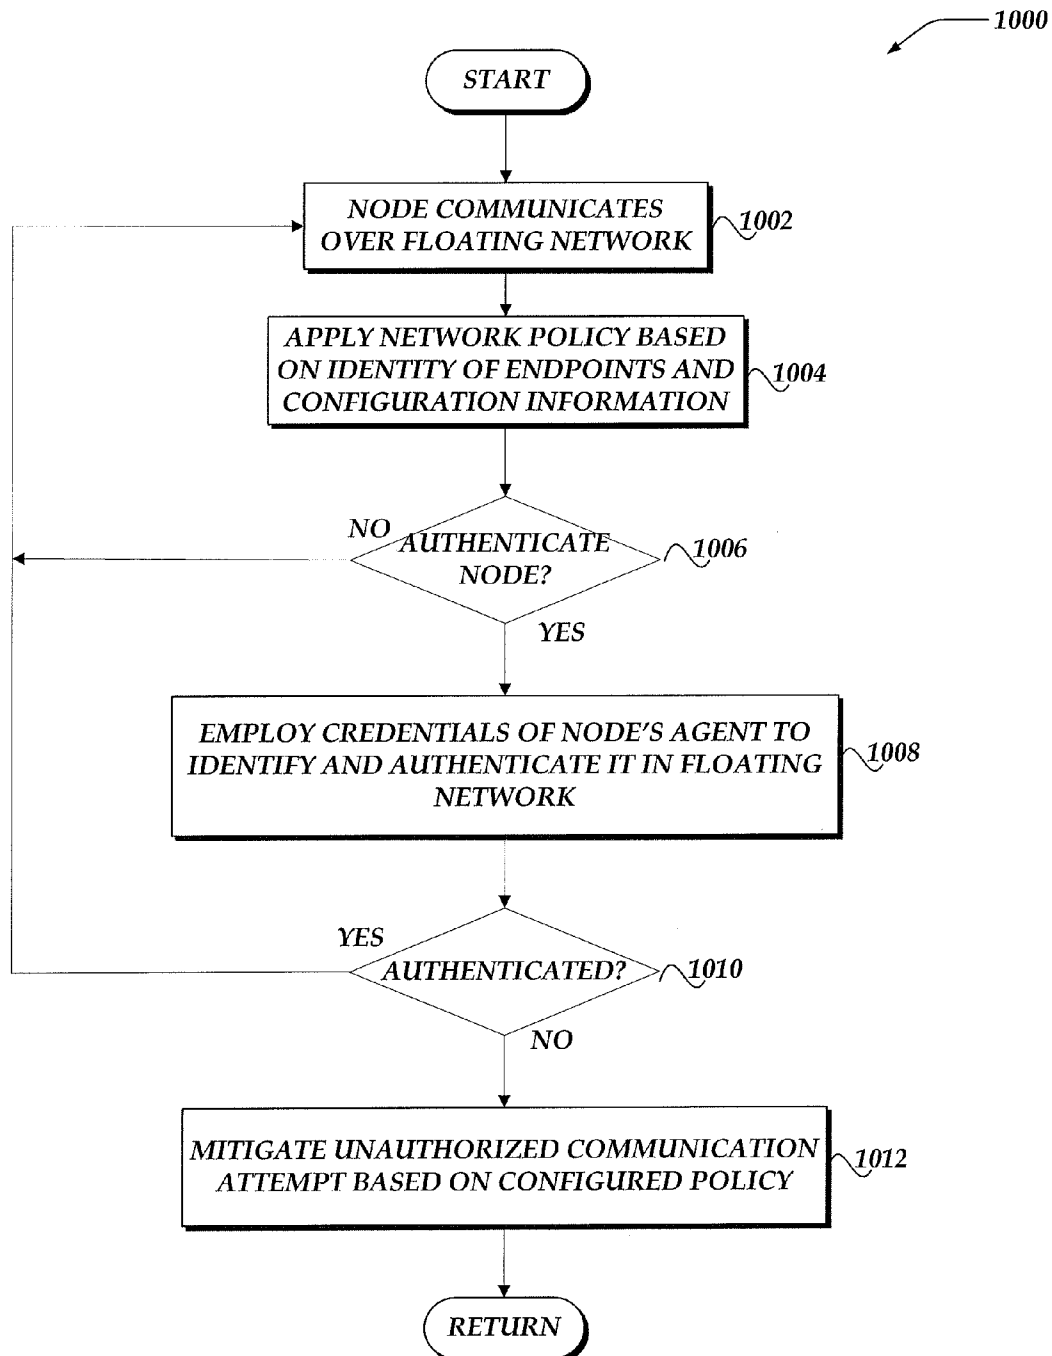 1000
START
NODE COMMUNICATES
OVER FLOATING NETWORK
1002
APPLY NETWORK POLICY BASED
ON IDENTITY OF ENDPOINTS AND
CONFIGURATION INFORMATION
1004
NO
AUTHENTICATE
NODE?
1006
YES
EMPLOY CREDENTIALS OF NODE'S AGENT TO
IDENTIFY AND AUTHENTICATE IT IN FLOATING
NETWORK
1008
YES
AUTHENTICATED?
1010
NO
MITIGATE UNAUTHORIZED COMMUNICATION
ATTEMPT BASED ON CONFIGURED POLICY
1012
RETURN